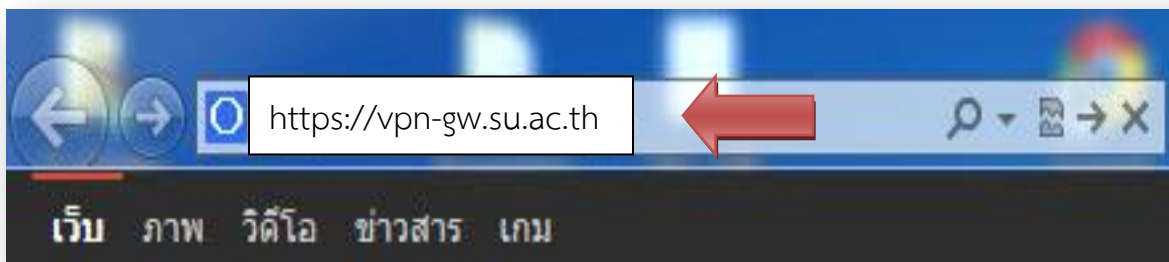 https://vpn-gw.su.ac.th
เว็บ ภาพ วิดีโอ ข่าวสาร เกม